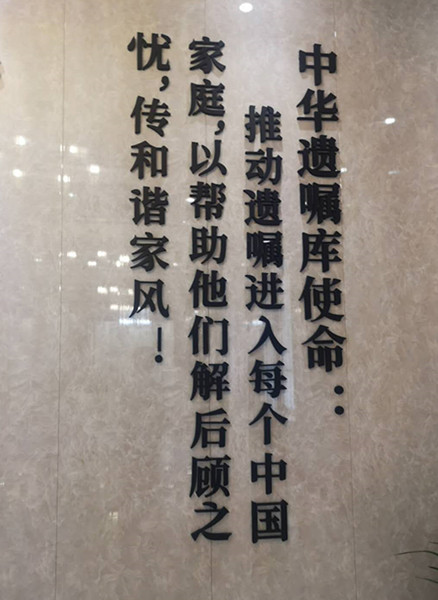 中华遗嘱库使命：
推动遗嘱进入每个中国
家庭，以帮助他们解后顾之
忧，传和谐家风！